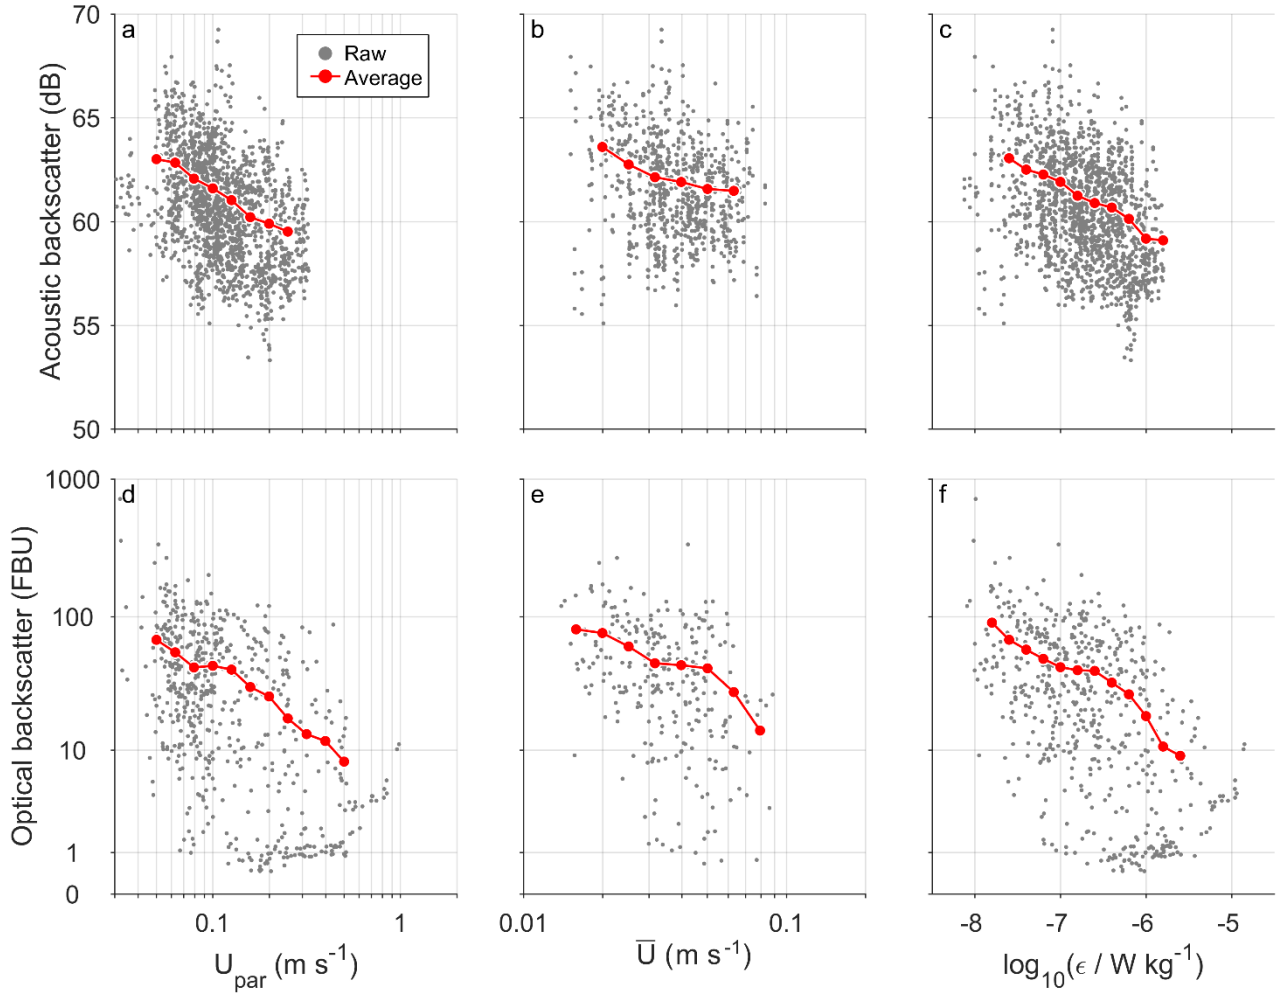 a
b
c
Raw
Average
70
65
60
55
50
Acoustic backscatter (dB)
d
e
f
1000
100
10
1
0
Optical backscatter (FBU)
0.1 1
0.01 0.1
-8 -7 -6 -5
U_par (m s⁻¹)
U̅ (m s⁻¹)
log₁₀(ϵ / W kg⁻¹)